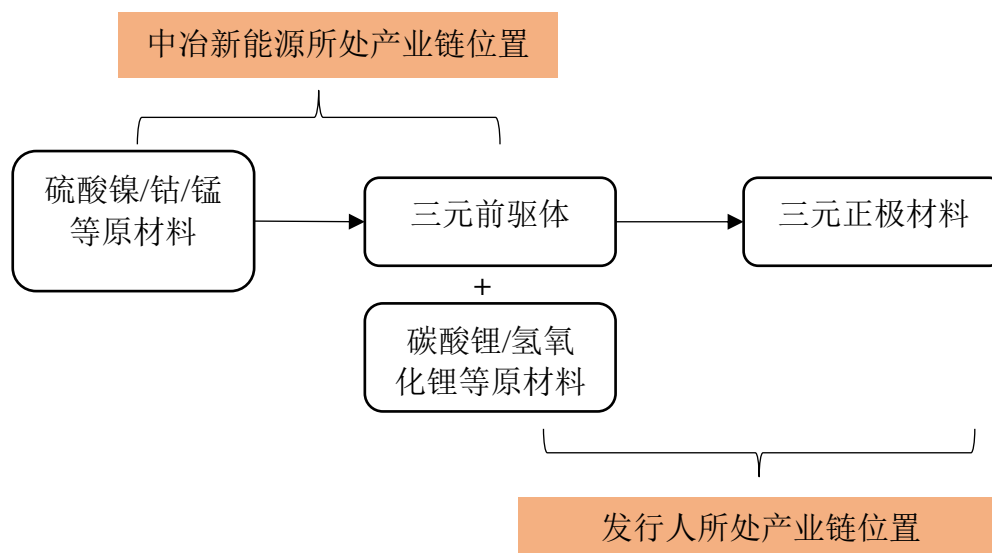 中冶新能源所处产业链位置
硫酸镍/钴/锰
等原材料
三元前驱体
三元正极材料
+
碳酸锂/氢氧
化锂等原材料
发行人所处产业链位置